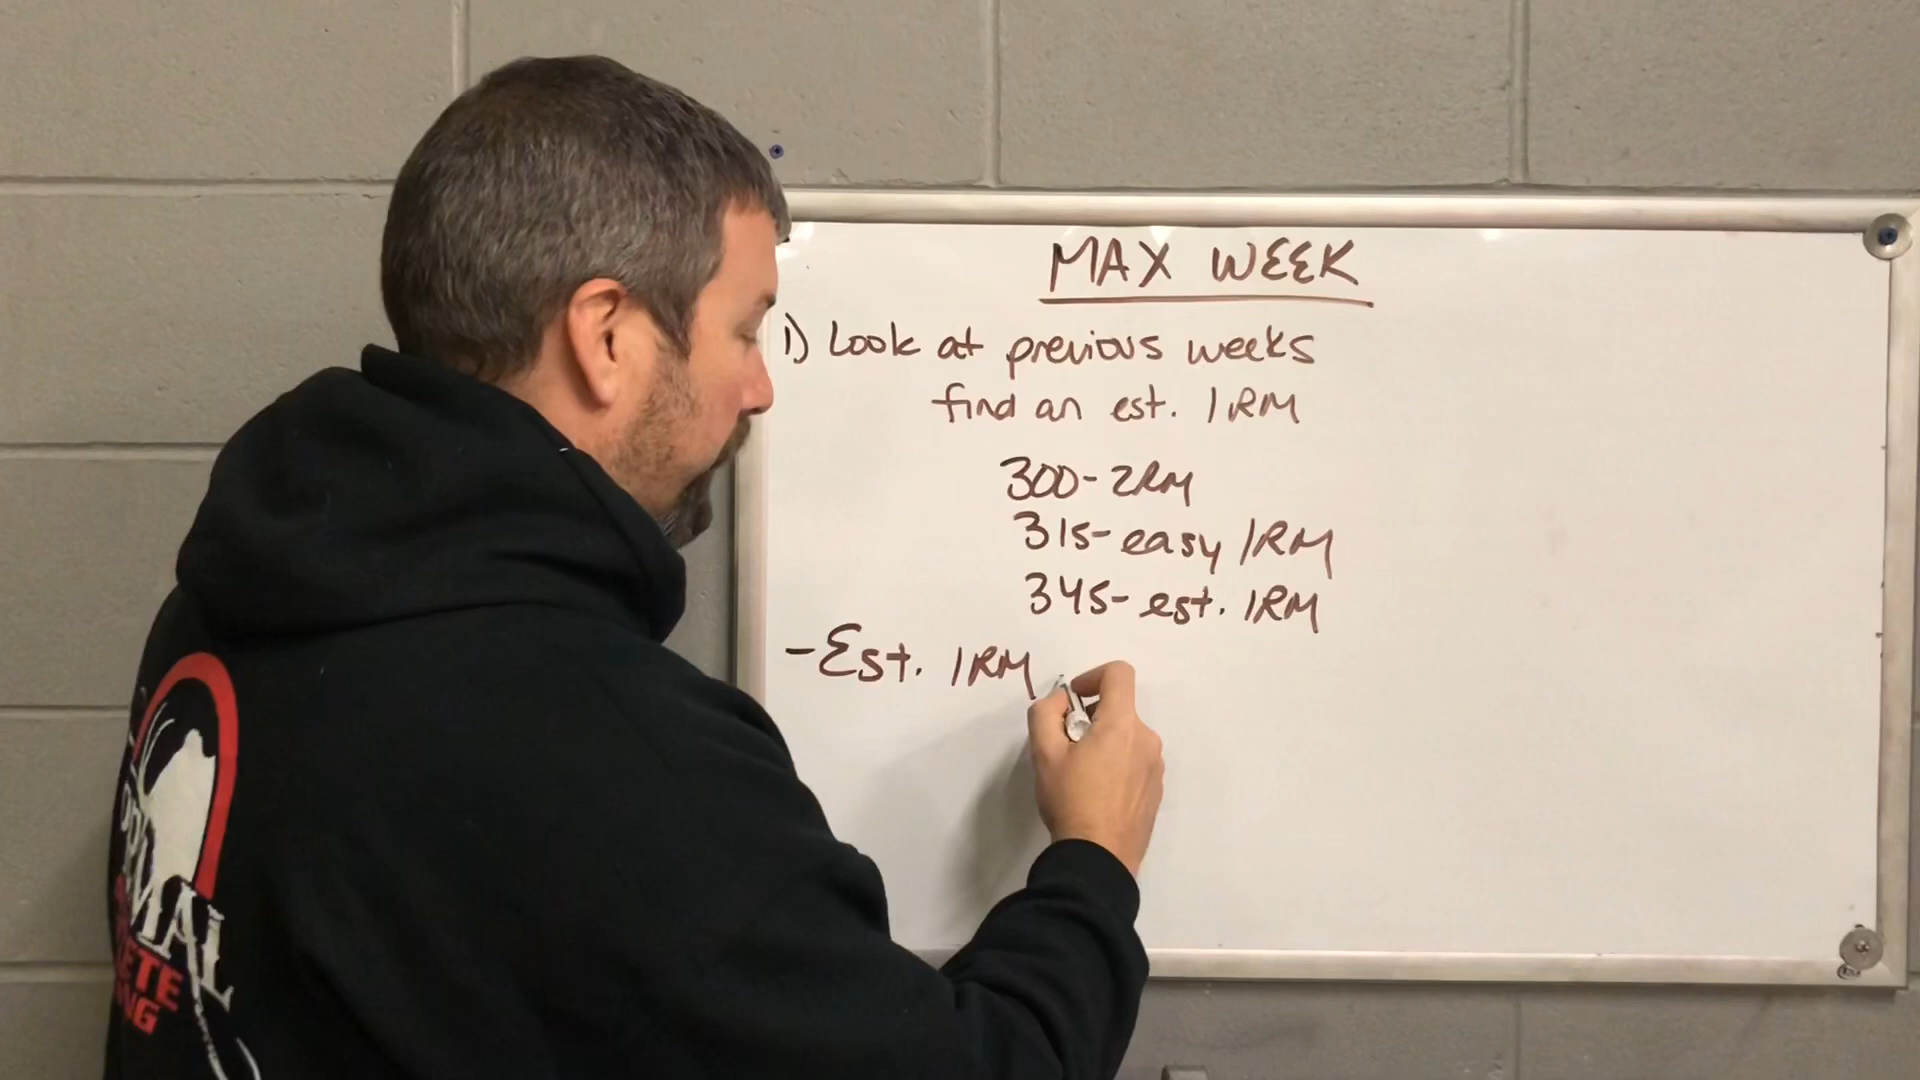 MAX WEEK
1) Look at previous weeks
find an est. 1RM
300-2RM
315-easy 1RM
345-est. 1RM
-Est. 1RM